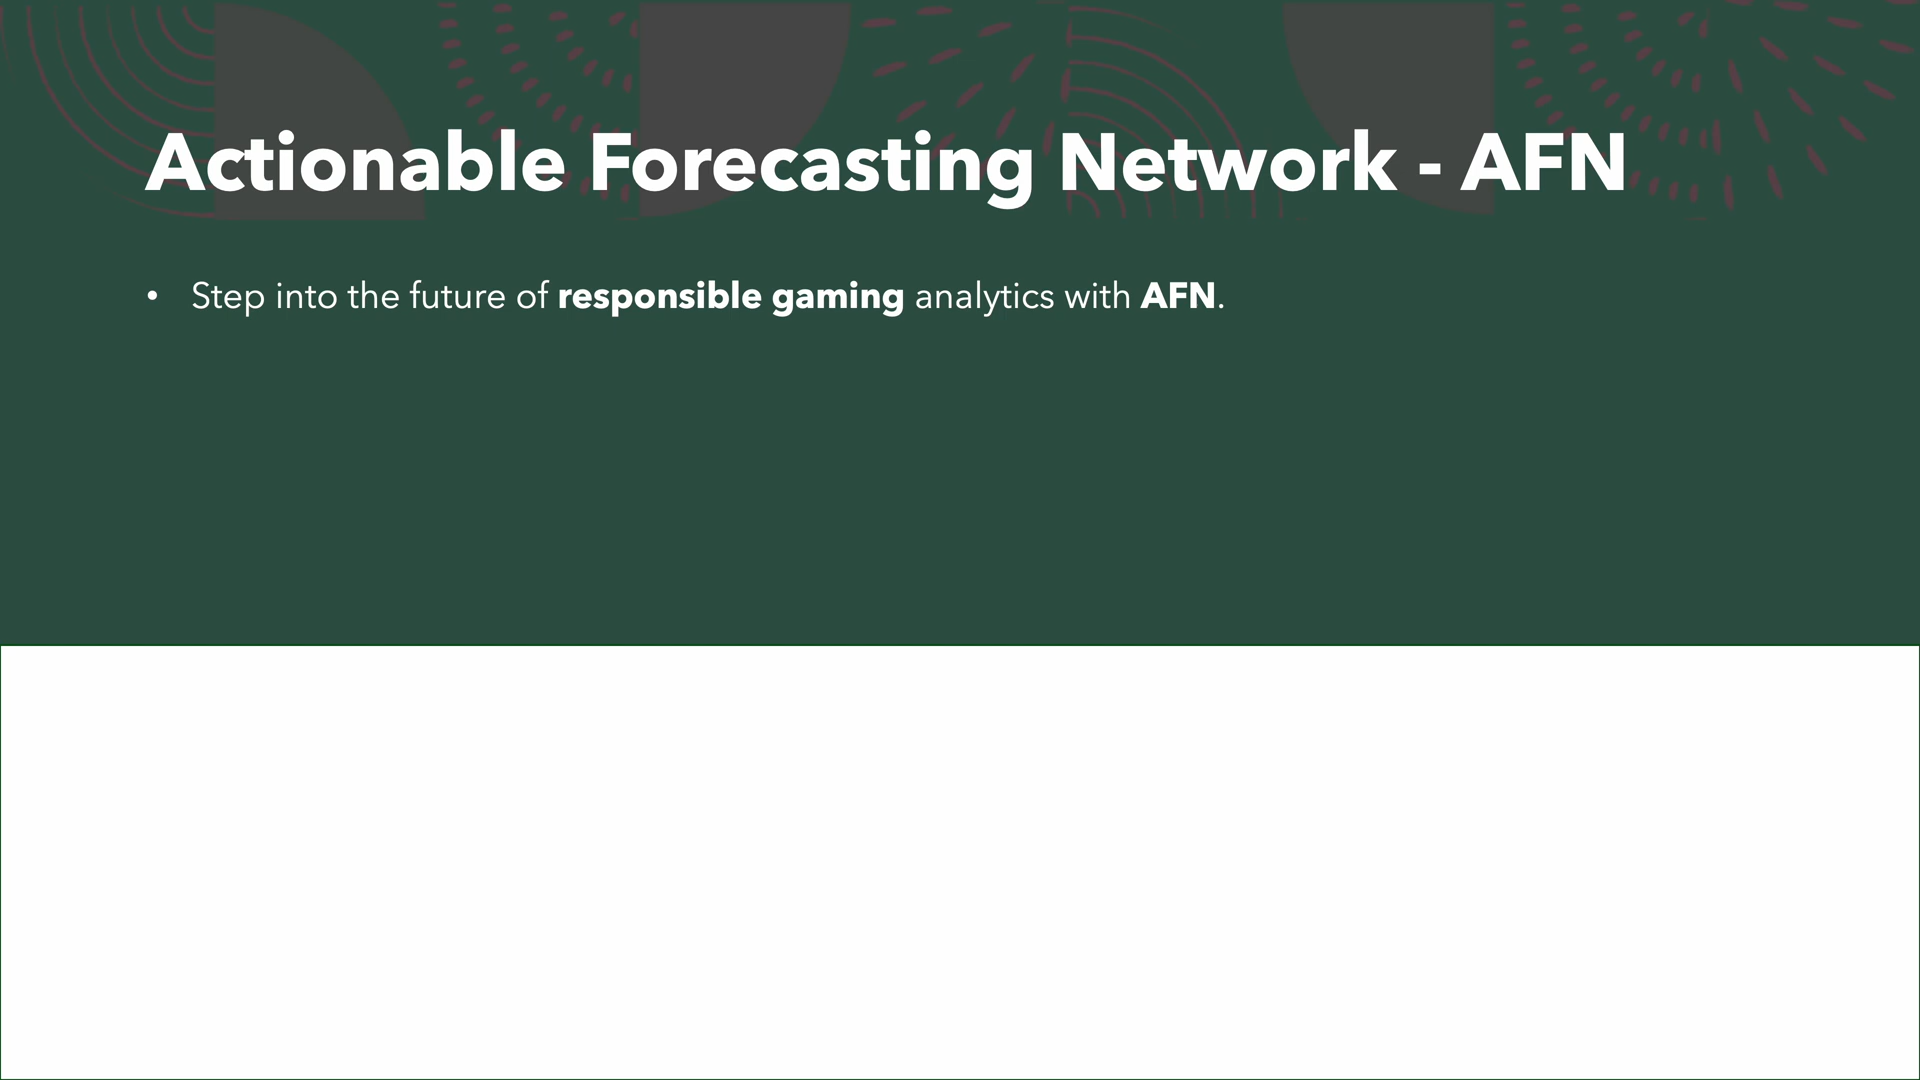 Actionable Forecasting Network - AFN
• Step into the future of responsible gaming analytics with AFN.